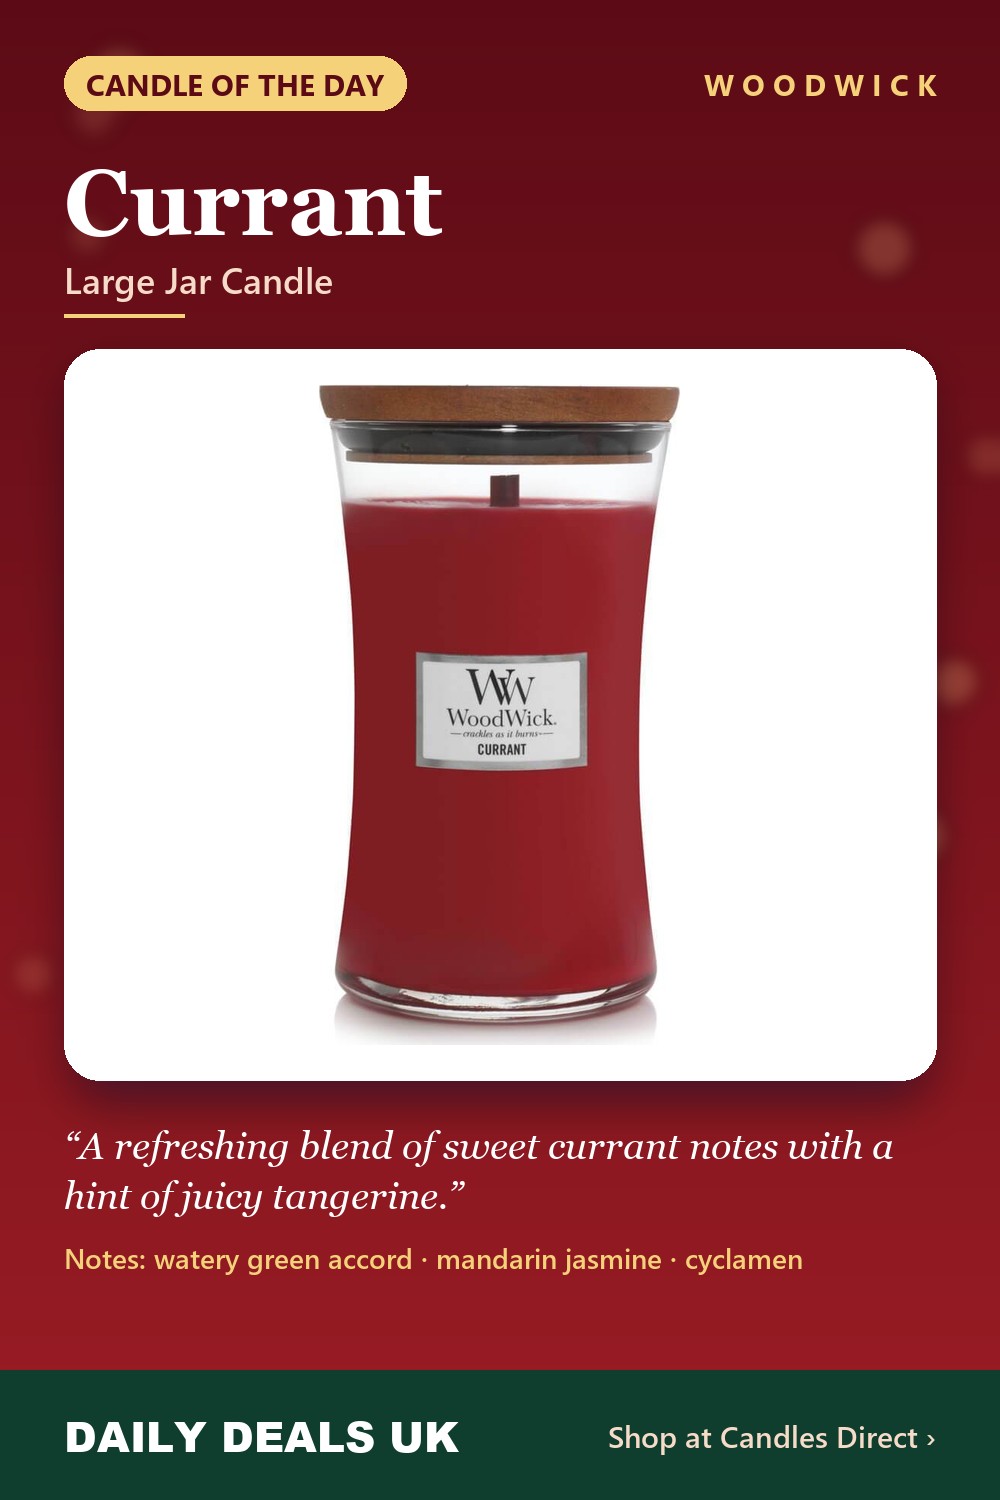 CANDLE OF THE DAY
WOODWICK
Currant
Large Jar Candle
WW
WoodWick.
crackles as it burns
CURRANT
“A refreshing blend of sweet currant notes with a
hint of juicy tangerine.”
Notes: watery green accord · mandarin jasmine · cyclamen
DAILY DEALS UK
Shop at Candles Direct ›